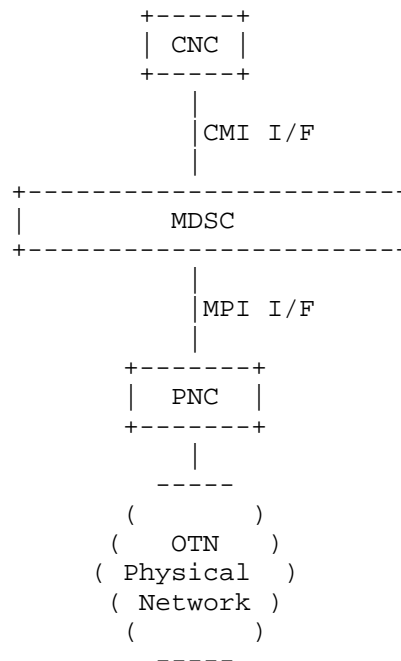 CNC
CMI I/F
MDSC
MPI I/F
PNC
OTN
Physical
Network